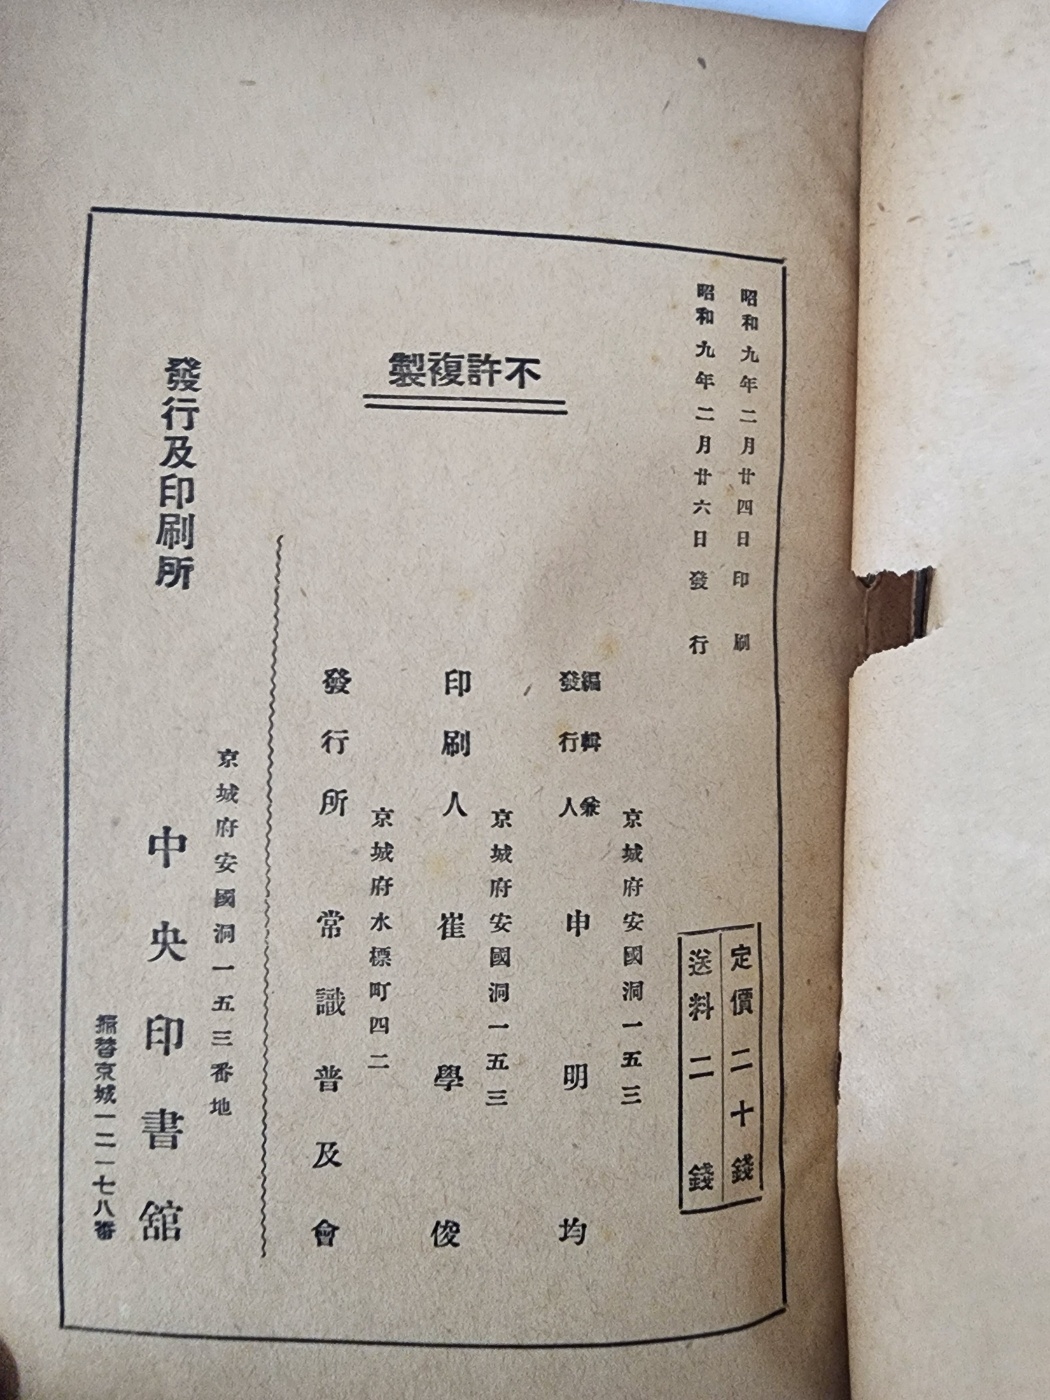 昭和九年二月廿四日印刷
昭和九年二月廿六日發行
定價二十錢
送料二錢
不許複製
京城府安國洞一五三
編輯兼
發行人 申明均
京城府安國洞一五三
印刷人 崔學俊
京城府水標町四二
發行所 常識普及會
發行及印刷所
京城府安國洞一五三番地
中央印書舘
振替京城一二一七八番